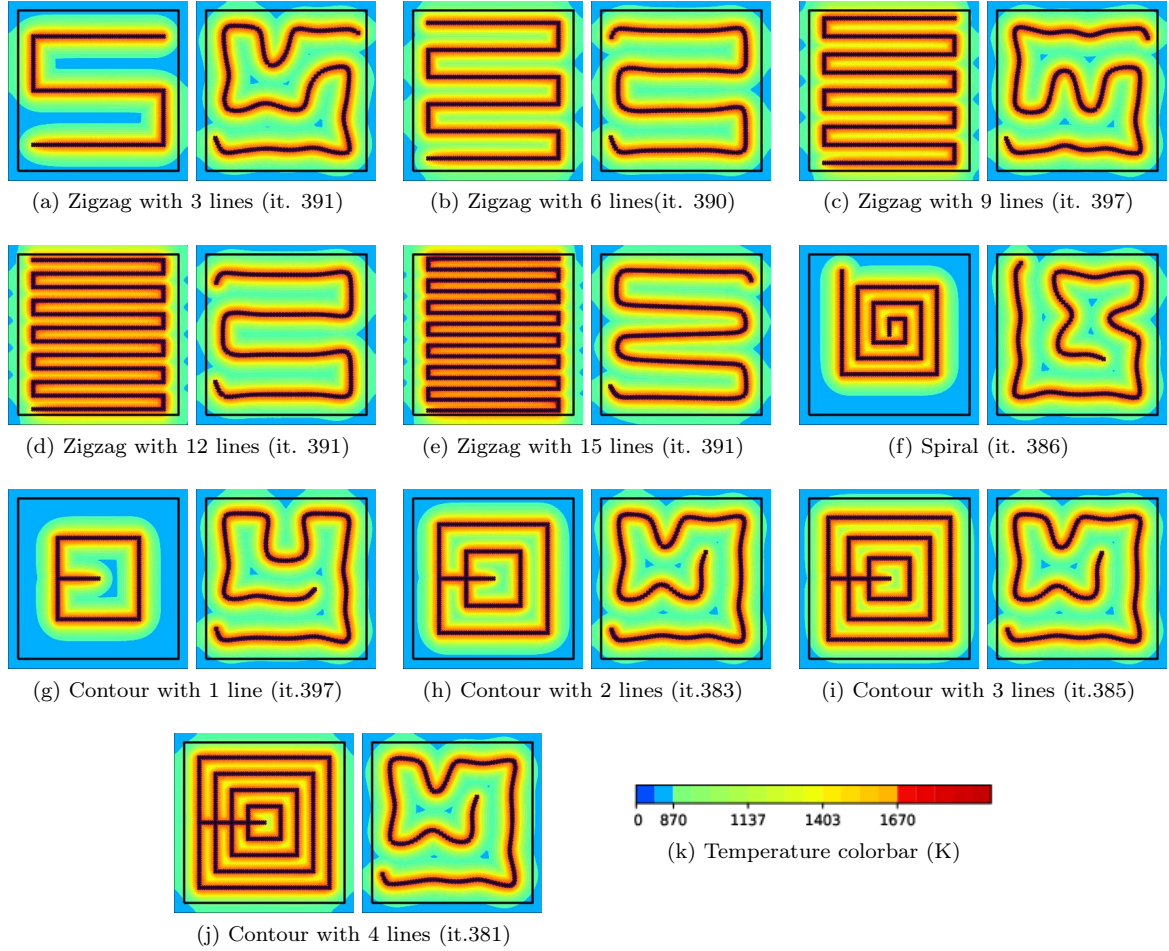 (a) Zigzag with 3 lines (it. 391)
(b) Zigzag with 6 lines(it. 390)
(c) Zigzag with 9 lines (it. 397)
(d) Zigzag with 12 lines (it. 391)
(e) Zigzag with 15 lines (it. 391)
(f) Spiral (it. 386)
(g) Contour with 1 line (it.397)
(h) Contour with 2 lines (it.383)
(i) Contour with 3 lines (it.385)
0 870 1137 1403 1670
(k) Temperature colorbar (K)
(j) Contour with 4 lines (it.381)